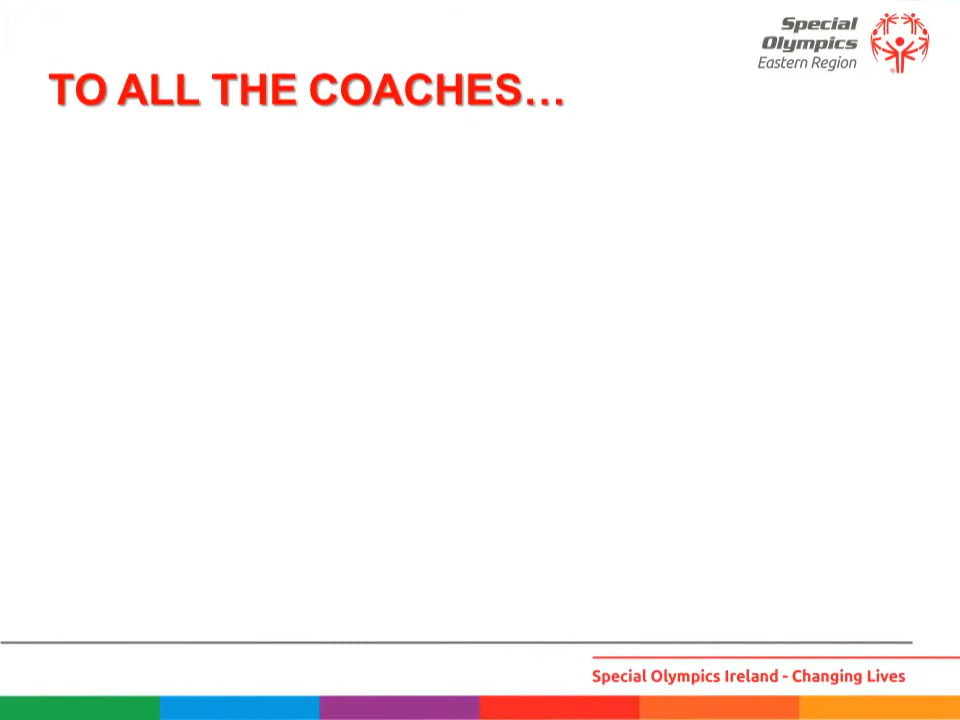 Special
Olympics
Eastern Region
TO ALL THE COACHES…
Special Olympics Ireland - Changing Lives